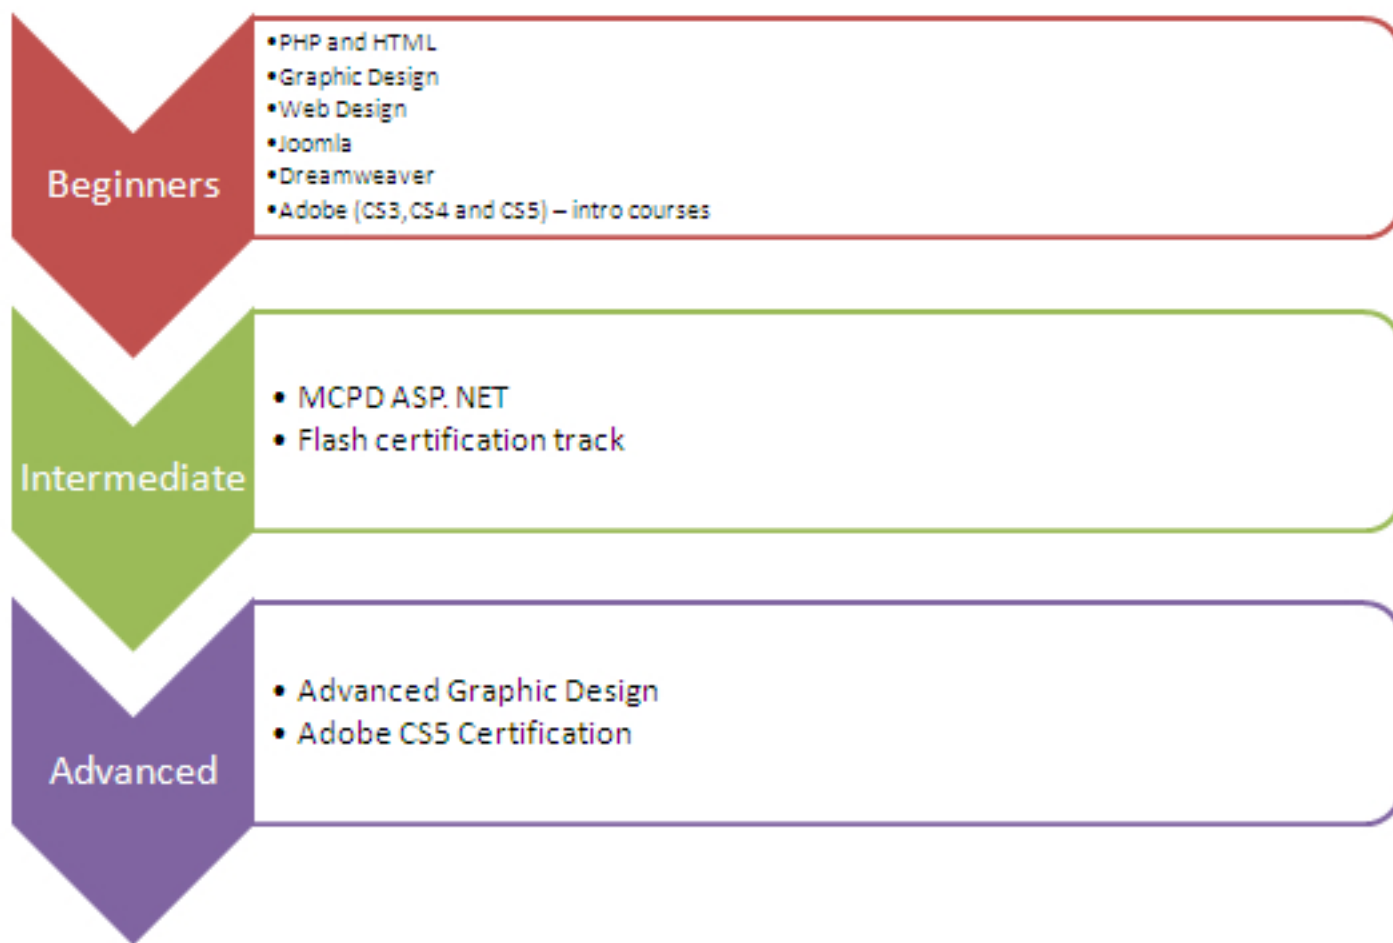 Beginners
•PHP and HTML
•Graphic Design
•Web Design
•Joomla
•Dreamweaver
•Adobe (CS3,CS4 and CS5) – intro courses
Intermediate
• MCPD ASP. NET
• Flash certification track
Advanced
• Advanced Graphic Design
• Adobe CS5 Certification